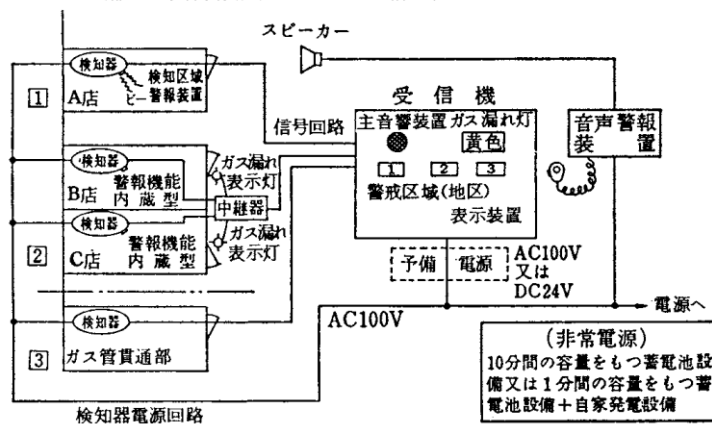 スピーカー
検知器
検知区域
警報装置
ピー
1
A店
受信機
主音響装置
ガス漏れ灯
黄色
1
2
3
警戒区域(地区)
表示装置
信号回路
音声警報
装置
検知器
B店
警報機能
内蔵型
ガス漏れ
表示灯
中継器
検知器
2
C店
警報機能
内蔵型
ガス漏れ
表示灯
予備電源
AC100V
又は
DC24V
検知器
3
ガス管貫通部
AC100V
電源へ
検知器電源回路
(非常電源)
10分間の容量をもつ蓄電池設
備又は1分間の容量をもつ蓄
電池設備+自家発電設備